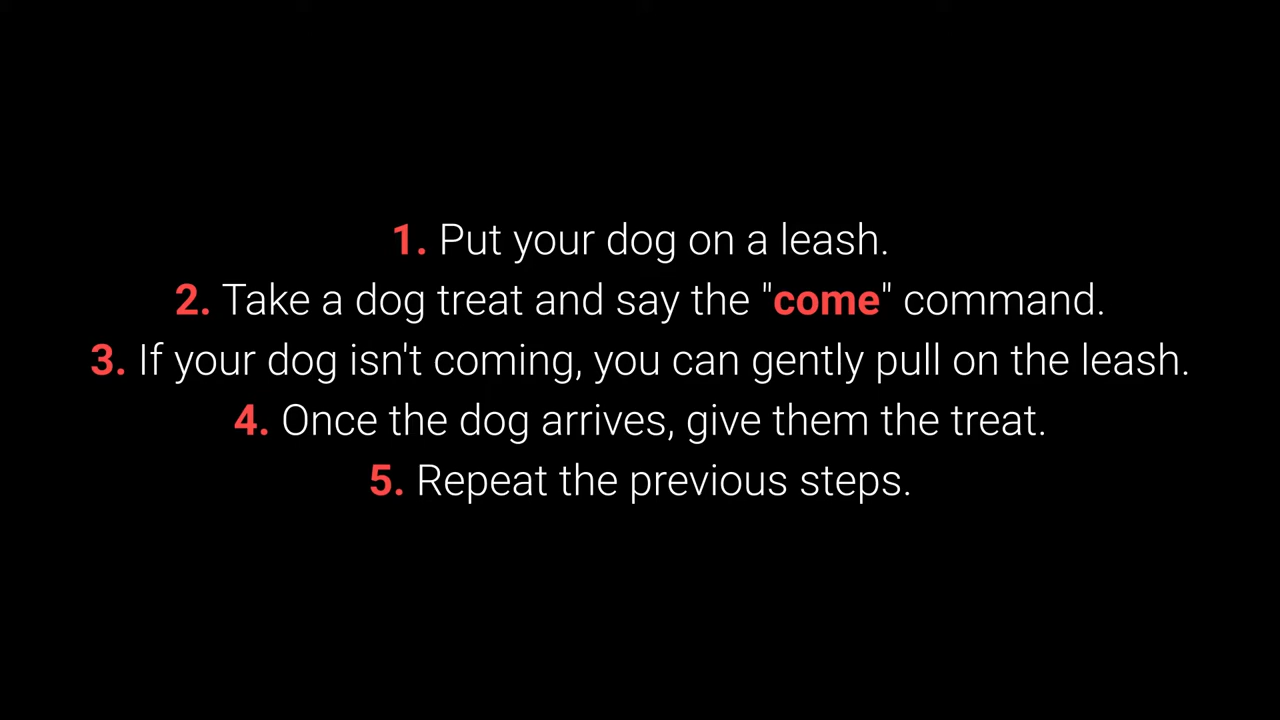 1. Put your dog on a leash.
2. Take a dog treat and say the "come" command.
3. If your dog isn't coming, you can gently pull on the leash.
4. Once the dog arrives, give them the treat.
5. Repeat the previous steps.